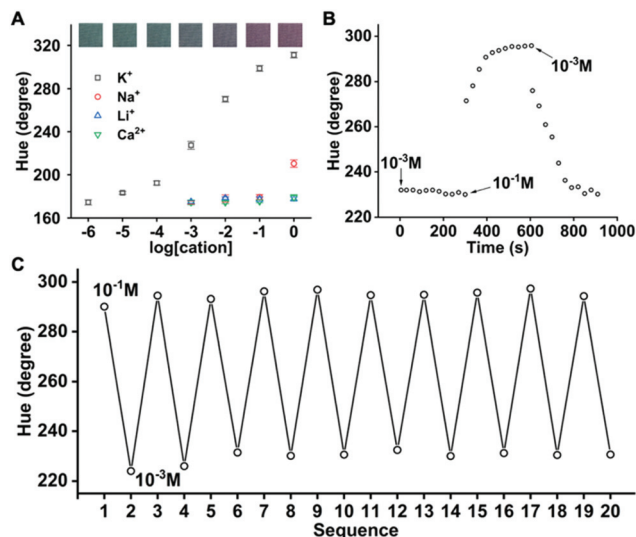 A
Hue (degree)
320
280
240
200
160
K+
Na+
Li+
Ca2+
-6 -5 -4 -3 -2 -1 0
log[cation]
B
Hue (degree)
300
280
260
240
220
10-3M
10-3M
10-1M
0 200 400 600 800 1000
Time (s)
C
Hue (degree)
300
280
260
240
220
10-1M
10-3M
1 2 3 4 5 6 7 8 9 10 11 12 13 14 15 16 17 18 19 20
Sequence